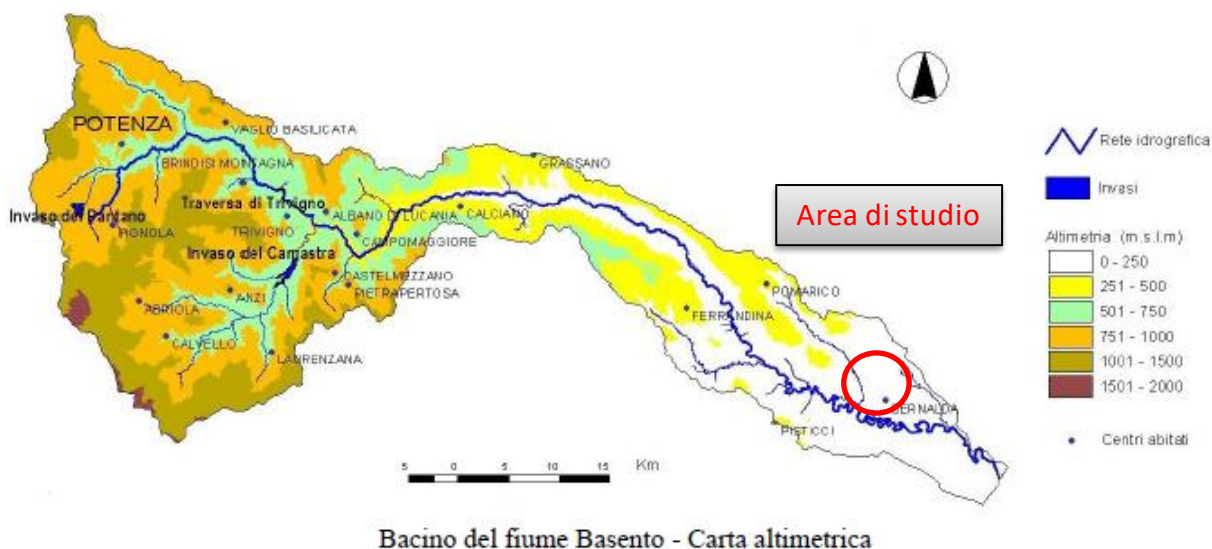 POTENZA
VAGLIO BASILICATA
BRINDISI MONTAGNA
GRASSANO
Traversa di Trivigno
Invaso del Pantano
PIGNOLA
TRIVIGNO
ALBANO DI LUCANIA
CALCIANO
CAMPOMAGGIORE
Invaso del Camastra
CASTELMEZZANO
PIETRAPERTOSA
ANZI
ABRIOLA
CALVELLO
LAURENZANA
POMARICO
FERRANDINA
BERNALDA
PISTICCI
Area di studio
Rete idrografica
Invasi
Altimetria (m.s.l.m)
0 - 250
251 - 500
501 - 750
751 - 1000
1001 - 1500
1501 - 2000
Centri abitati
5 0 5 10 15 Km
Bacino del fiume Basento - Carta altimetrica